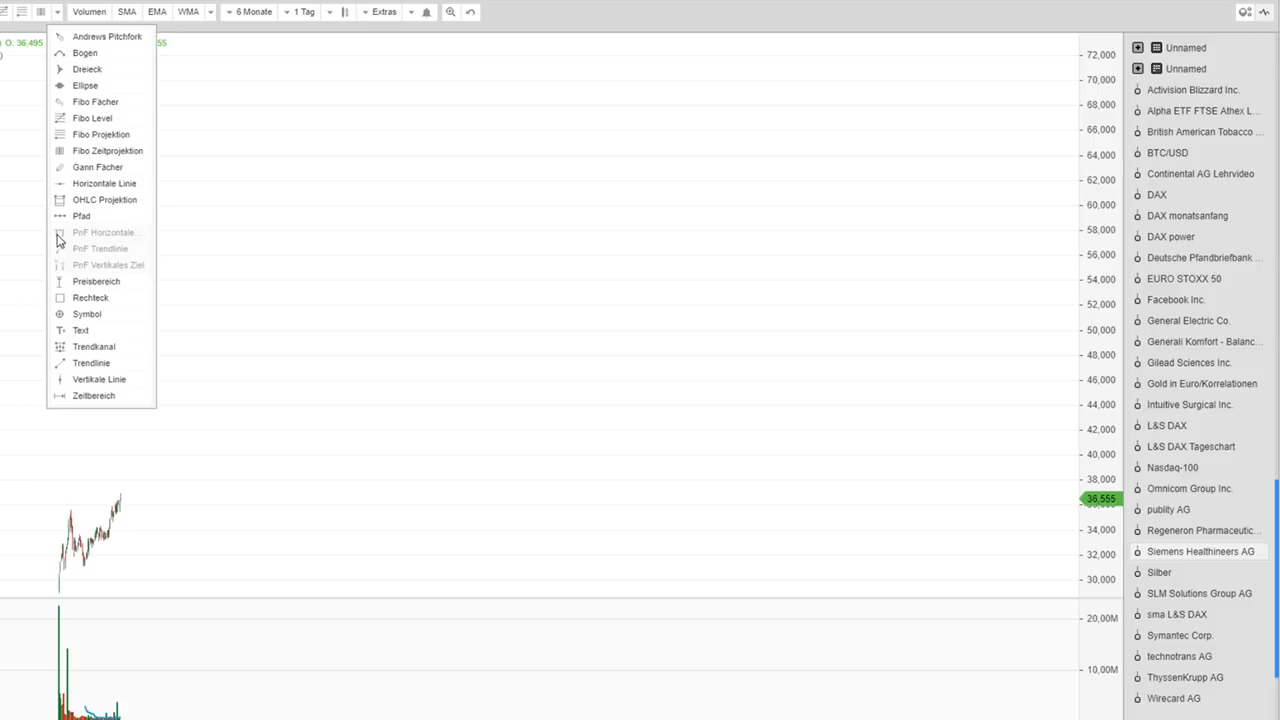 Volumen SMA EMA WMA 6 Monate 1 Tag Extras
) O: 36,495
55
)
Andrews Pitchfork
Bogen
Dreieck
Ellipse
Fibo Fächer
Fibo Level
Fibo Projektion
Fibo Zeitprojektion
Gann Fächer
Horizontale Linie
OHLC Projektion
Pfad
PnF Horizontale...
PnF Trendlinie
PnF Vertikales Ziel
Preisbereich
Rechteck
Symbol
Text
Trendkanal
Trendlinie
Vertikale Linie
Zeitbereich
72,000
70,000
68,000
66,000
64,000
62,000
60,000
58,000
56,000
54,000
52,000
50,000
48,000
46,000
44,000
42,000
40,000
38,000
36,555
34,000
32,000
30,000
20,00M
10,00M
Unnamed
Unnamed
Activision Blizzard Inc.
Alpha ETF FTSE Athex L...
British American Tobacco ...
BTC/USD
Continental AG Lehrvideo
DAX
DAX monatsanfang
DAX power
Deutsche Pfandbriefbank ...
EURO STOXX 50
Facebook Inc.
General Electric Co.
Generali Komfort - Balanc...
Gilead Sciences Inc.
Gold in Euro/Korrelationen
Intuitive Surgical Inc.
L&S DAX
L&S DAX Tageschart
Nasdaq-100
Omnicom Group Inc.
publity AG
Regeneron Pharmaceutic...
Siemens Healthineers AG
Silber
SLM Solutions Group AG
sma L&S DAX
Symantec Corp.
technotrans AG
ThyssenKrupp AG
Wirecard AG